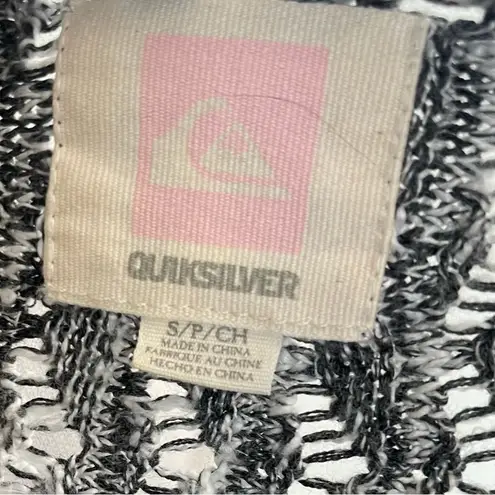 QUIKSILVER
S/P/CH
MADE IN CHINA
FABRIQUE AU CHINE
HECHO EN CHINA